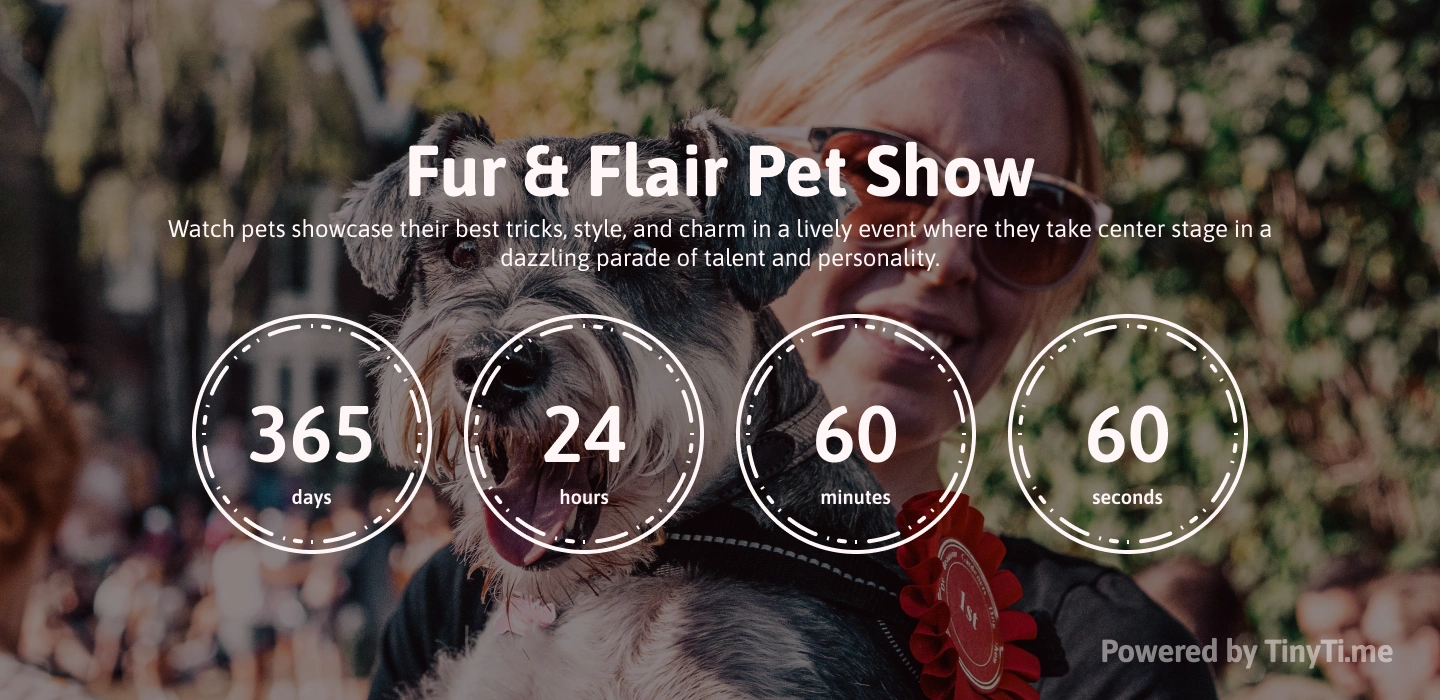 Fur & Flair Pet Show
Watch pets showcase their best tricks, style, and charm in a lively event where they take center stage in a
dazzling parade of talent and personality.
365
24
60
60
days
hours
minutes
seconds
1st
Powered by TinyTi.me